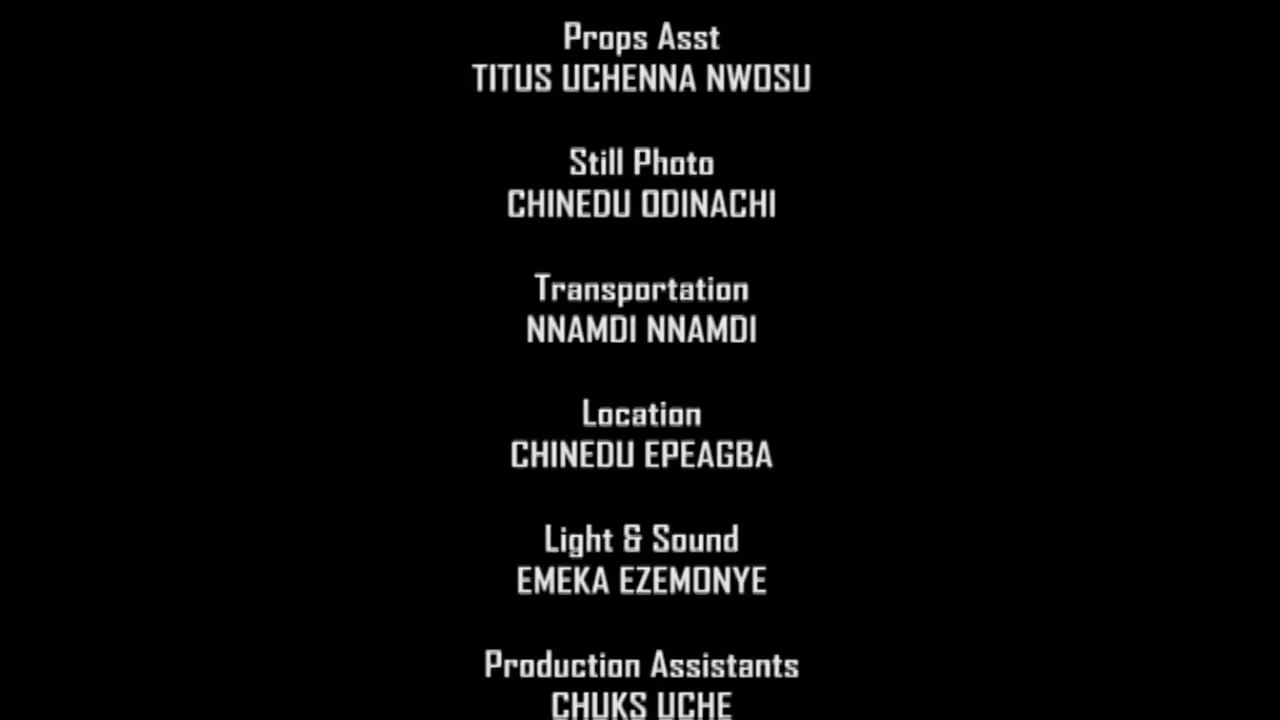 Props Asst
TITUS UCHENNA NWOSU
Still Photo
CHINEDU ODINACHI
Transportation
NNAMDI NNAMDI
Location
CHINEDU EPEAGBA
Light & Sound
EMEKA EZEMONYE
Production Assistants
CHUKS UCHE